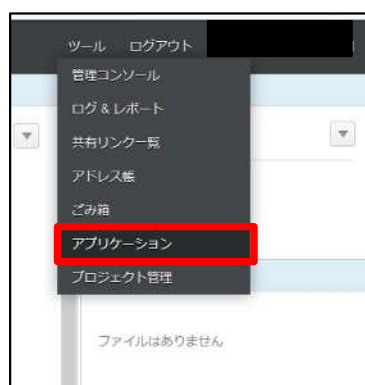 ツール ログアウト
管理コンソール
ログ & レポート
共有リンク一覧
アドレス帳
ごみ箱
アプリケーション
プロジェクト管理
ファイルはありません